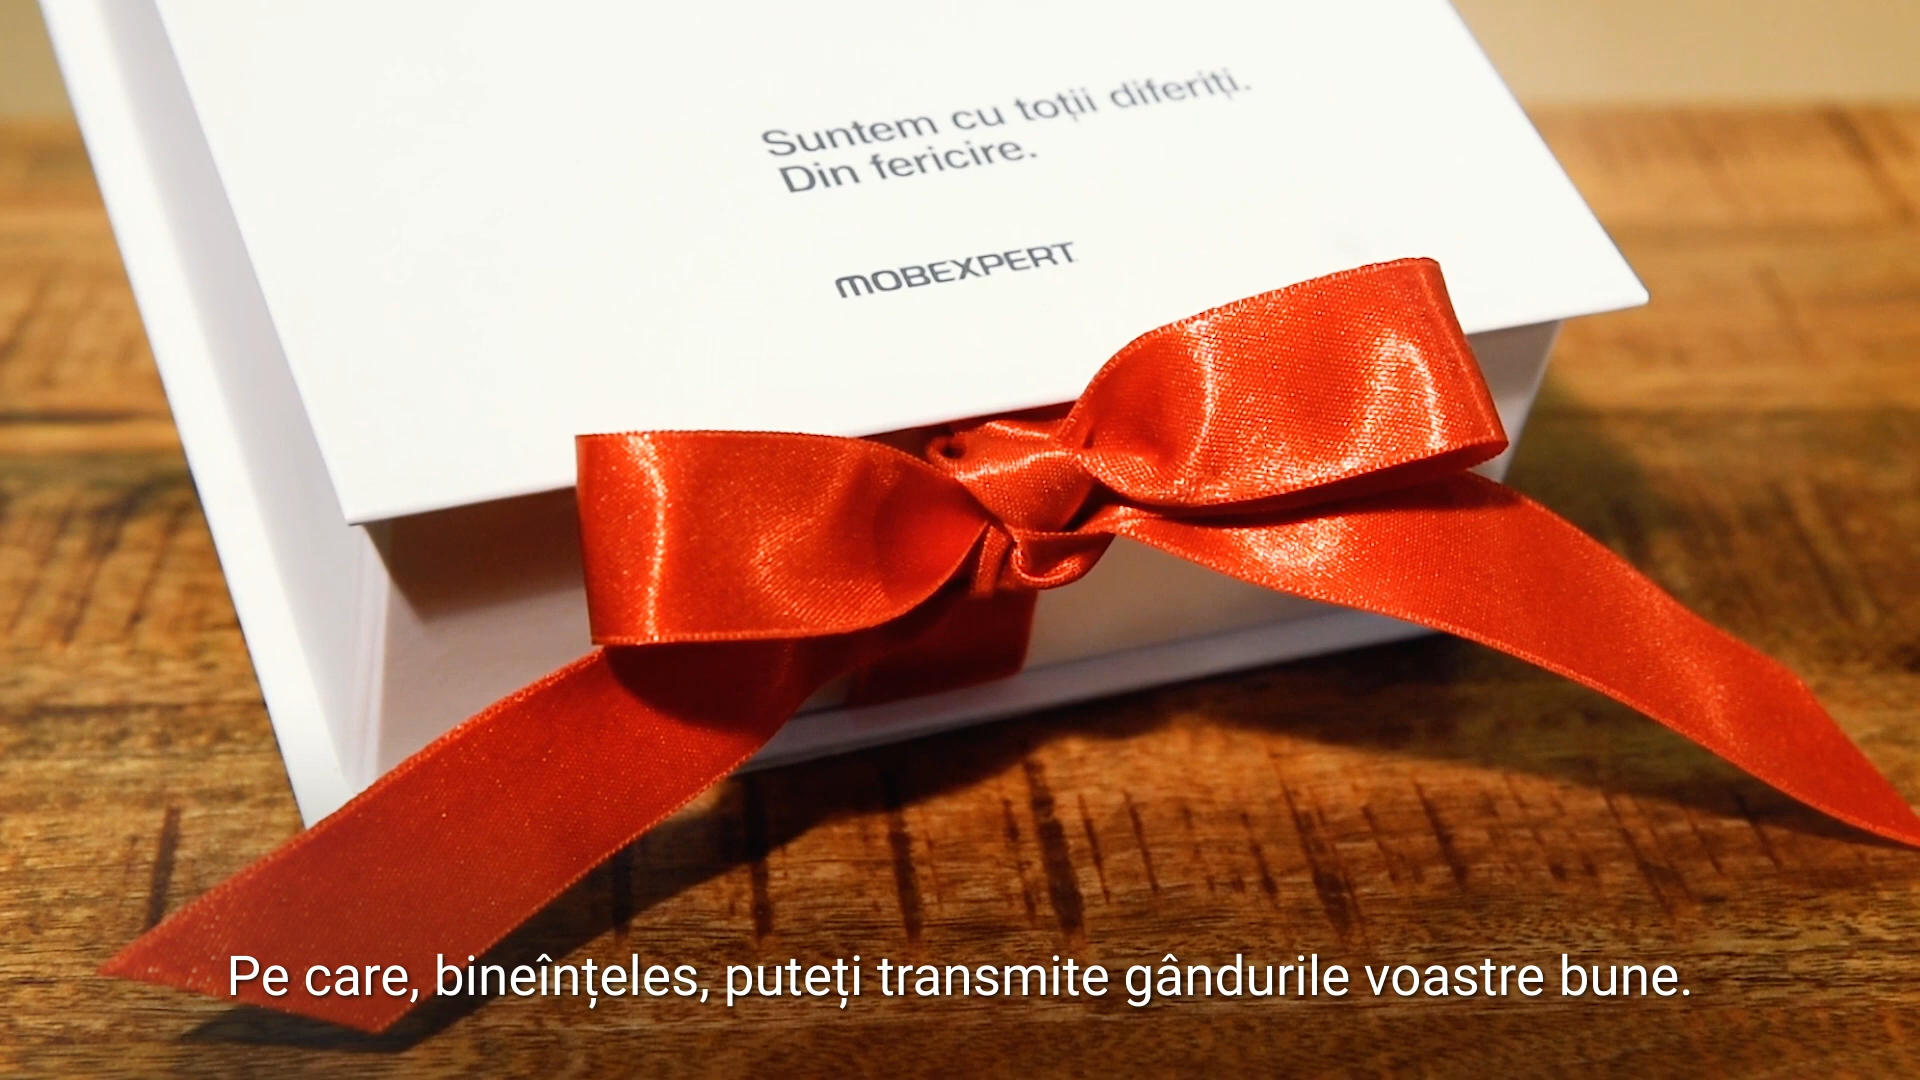 Suntem cu toții diferiți.
Din fericire.
MOBEXPERT
Pe care, bineînțeles, puteți transmite gândurile voastre bune.